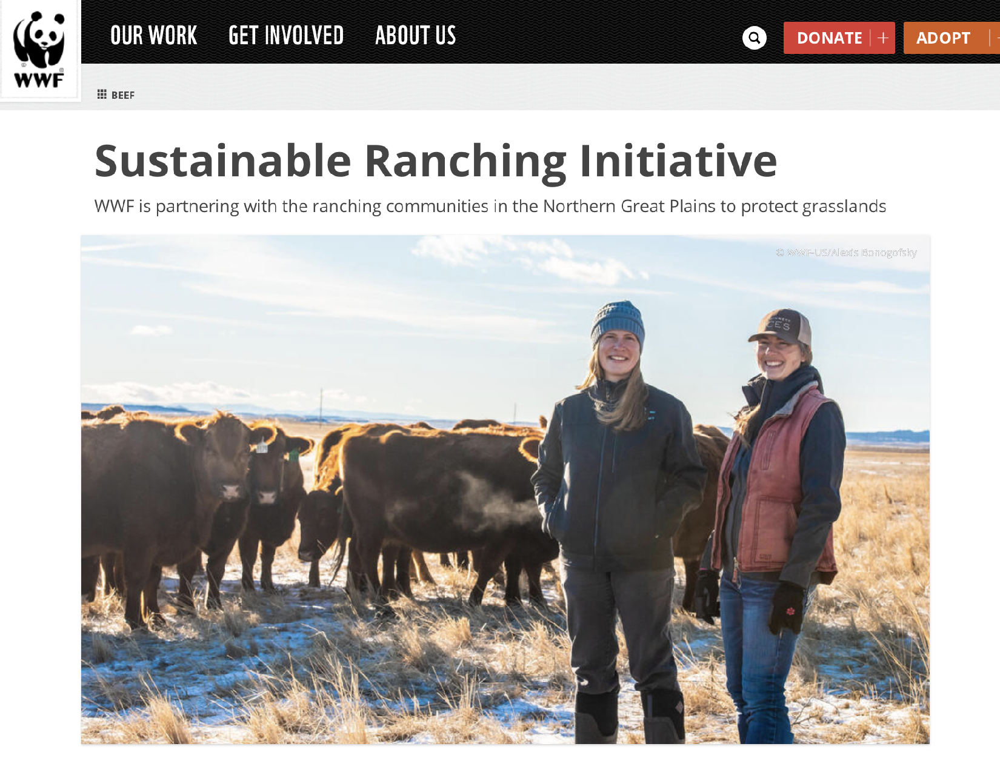 WWF
OUR WORK
GET INVOLVED
ABOUT US
DONATE
ADOPT
BEEF
Sustainable Ranching Initiative
WWF is partnering with the ranching communities in the Northern Great Plains to protect grasslands
© WWF-US/Alexis Bonogofsky
CES